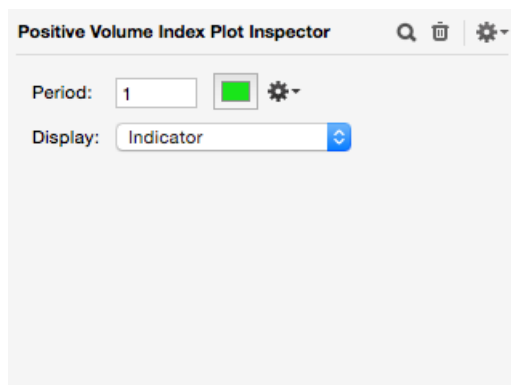 Positive Volume Index Plot Inspector
Period: 1
Display: Indicator